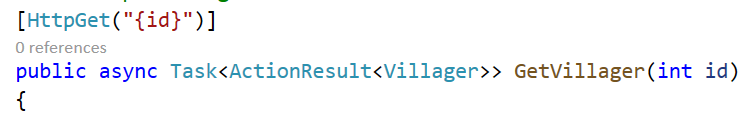 [HttpGet("{id}")]
0 references
public async Task<ActionResult<Villager>> GetVillager(int id)
{